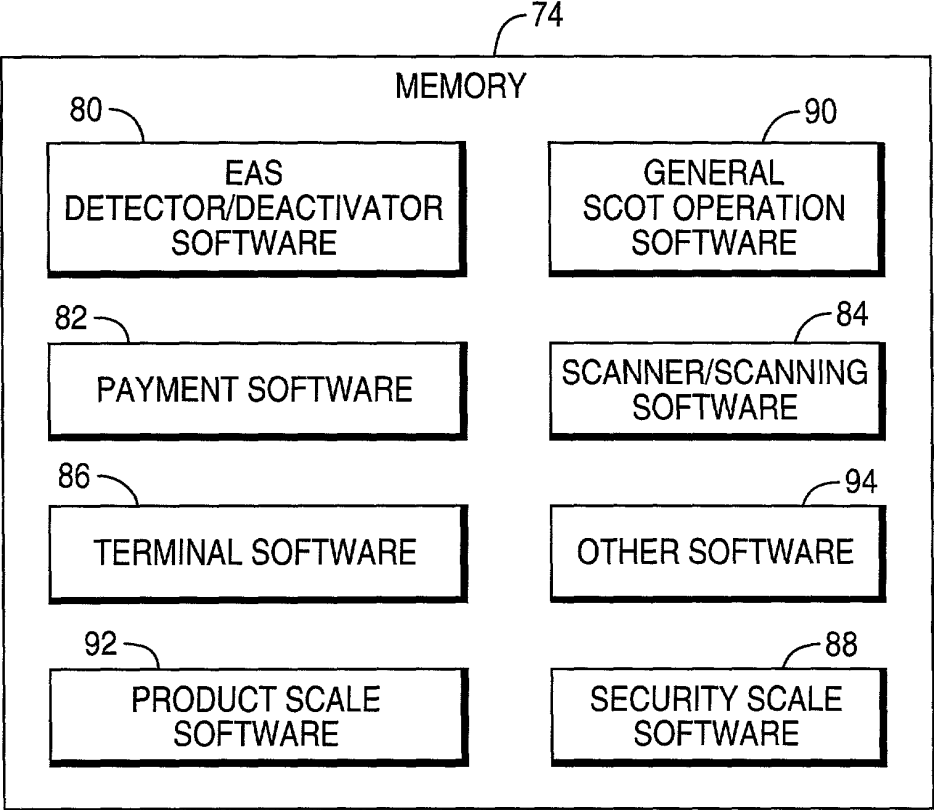 74
MEMORY
80
EAS
DETECTOR/DEACTIVATOR
SOFTWARE
90
GENERAL
SCOT OPERATION
SOFTWARE
82
PAYMENT SOFTWARE
84
SCANNER/SCANNING
SOFTWARE
86
TERMINAL SOFTWARE
94
OTHER SOFTWARE
92
PRODUCT SCALE
SOFTWARE
88
SECURITY SCALE
SOFTWARE